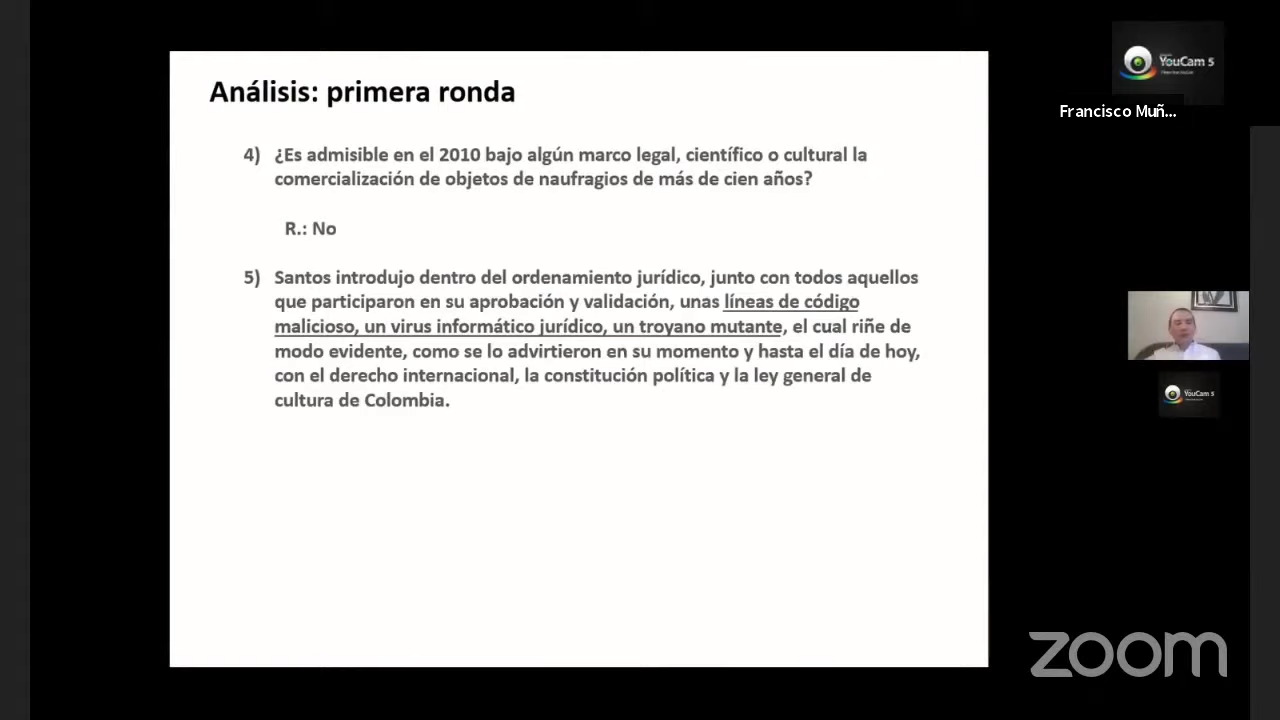 Análisis: primera ronda
4) ¿Es admisible en el 2010 bajo algún marco legal, científico o cultural la
comercialización de objetos de naufragios de más de cien años?
R.: No
5) Santos introdujo dentro del ordenamiento jurídico, junto con todos aquellos
que participaron en su aprobación y validación, unas líneas de código
malicioso, un virus informático jurídico, un troyano mutante, el cual riñe de
modo evidente, como se lo advirtieron en su momento y hasta el día de hoy,
con el derecho internacional, la constitución política y la ley general de
cultura de Colombia.
YouCam 5
Francisco Muñ...
YouCam 5
zoom